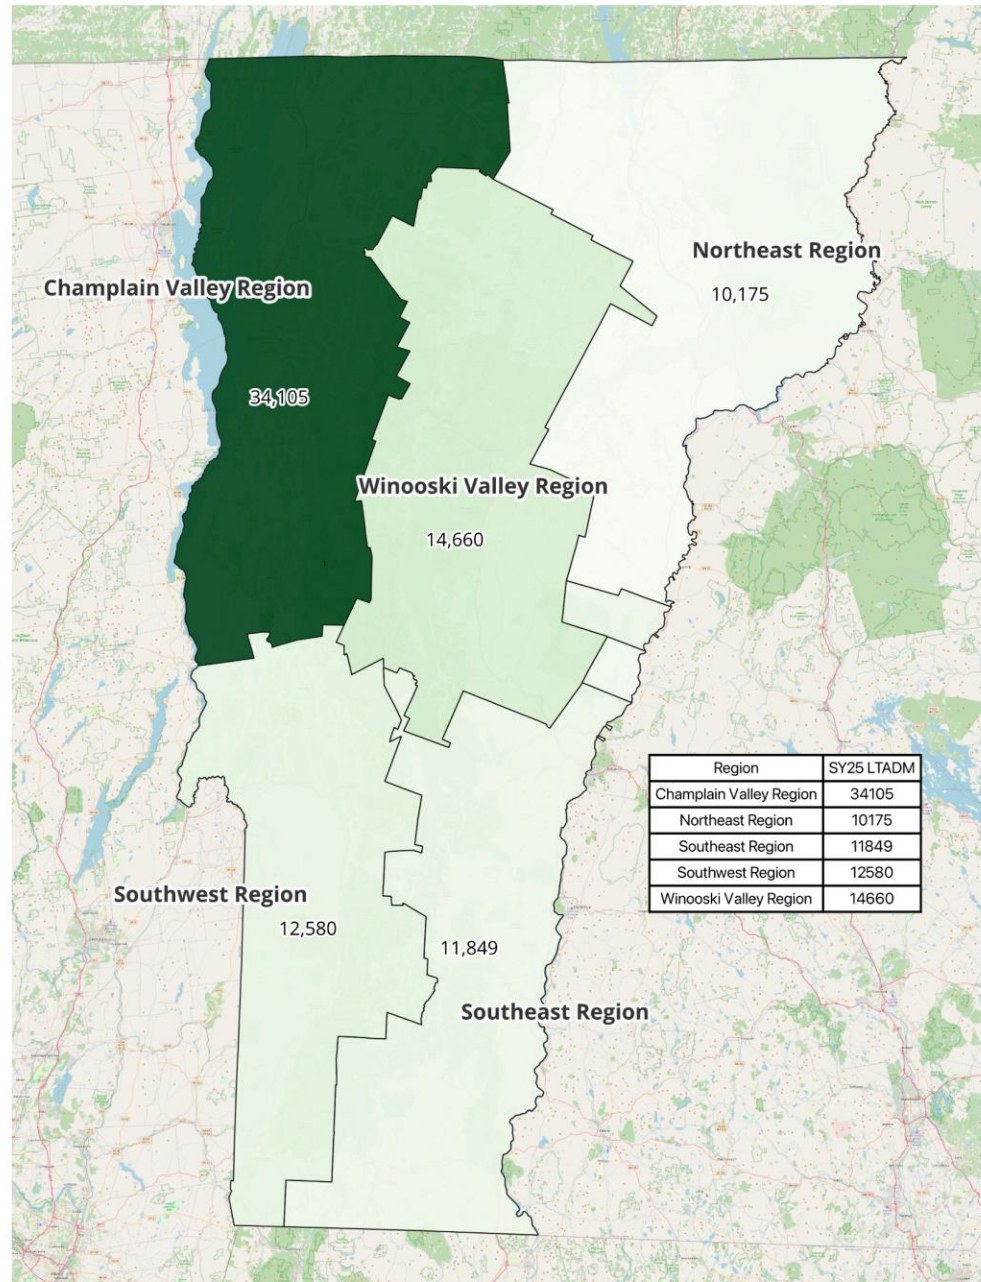 Northeast Region
10,175
Champlain Valley Region
34,105
Winooski Valley Region
14,660
Region SY25 LTADM
Champlain Valley Region 34105
Northeast Region 10175
Southeast Region 11849
Southwest Region 12580
Winooski Valley Region 14660
Southwest Region
12,580
11,849
Southeast Region